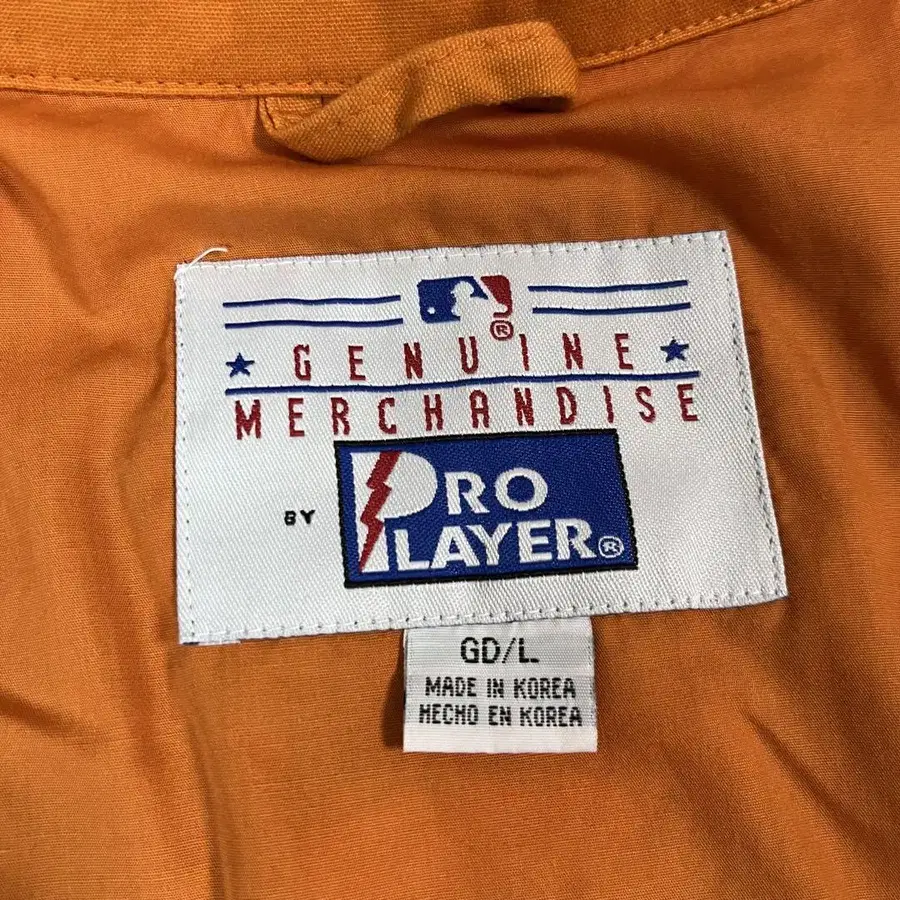 ®
GENUINE
MERCHANDISE
BY
PRO
PLAYER®
GD/L
MADE IN KOREA
HECHO EN KOREA